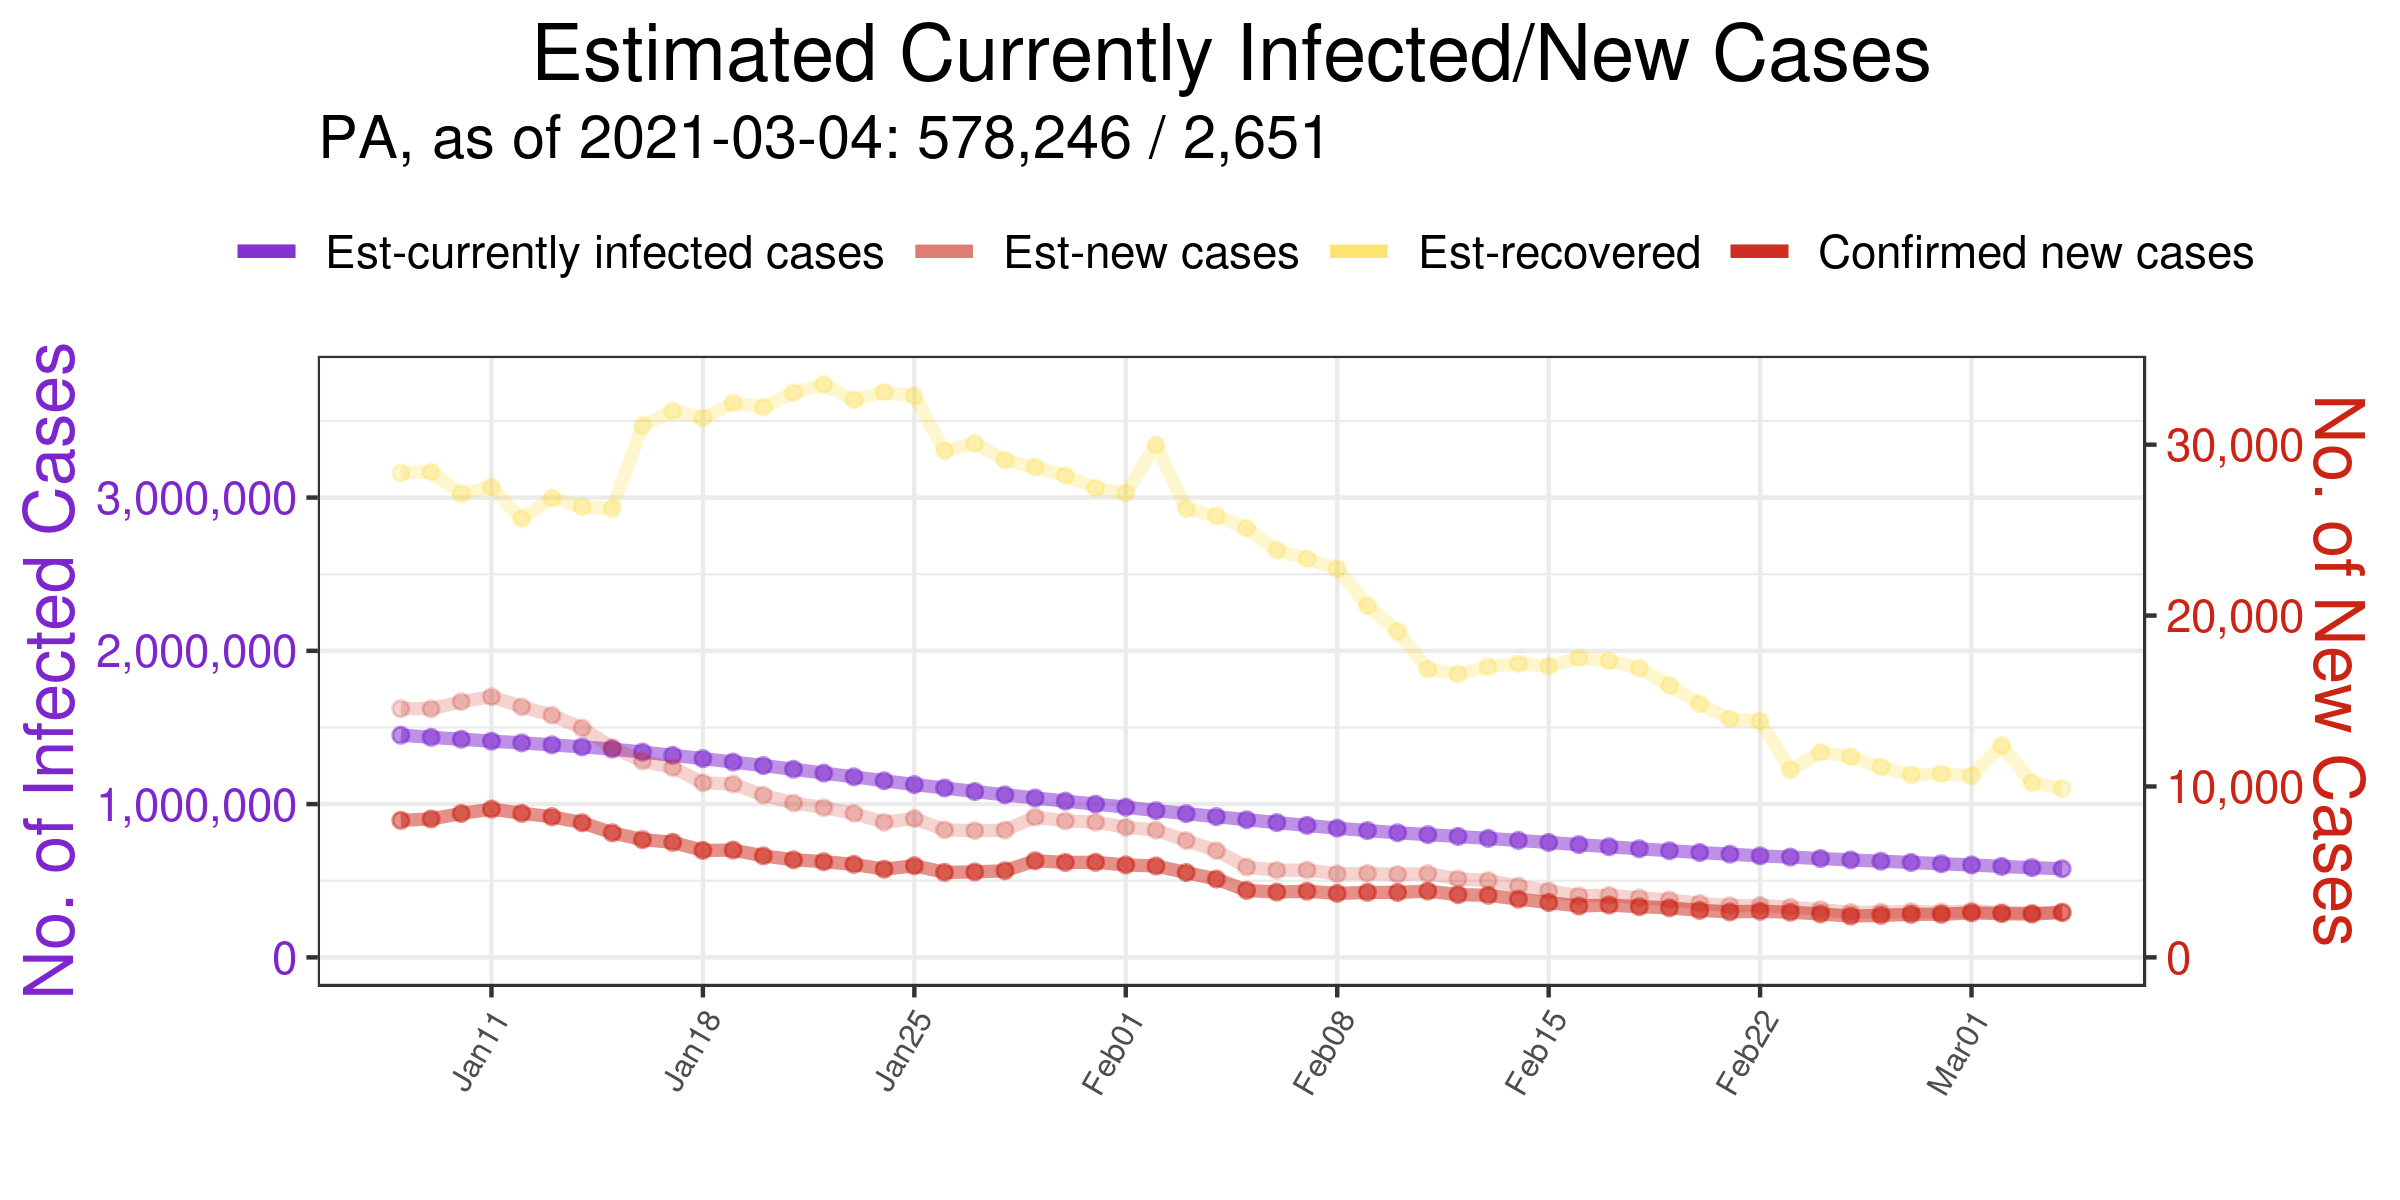 Estimated Currently Infected/New Cases
PA, as of 2021-03-04: 578,246 / 2,651
Est-currently infected cases Est-new cases Est-recovered Confirmed new cases
No. of Infected Cases
3,000,000
2,000,000
1,000,000
0
30,000
20,000
10,000
0
No. of New Cases
Jan11 Jan18 Jan25 Feb01 Feb08 Feb15 Feb22 Mar01